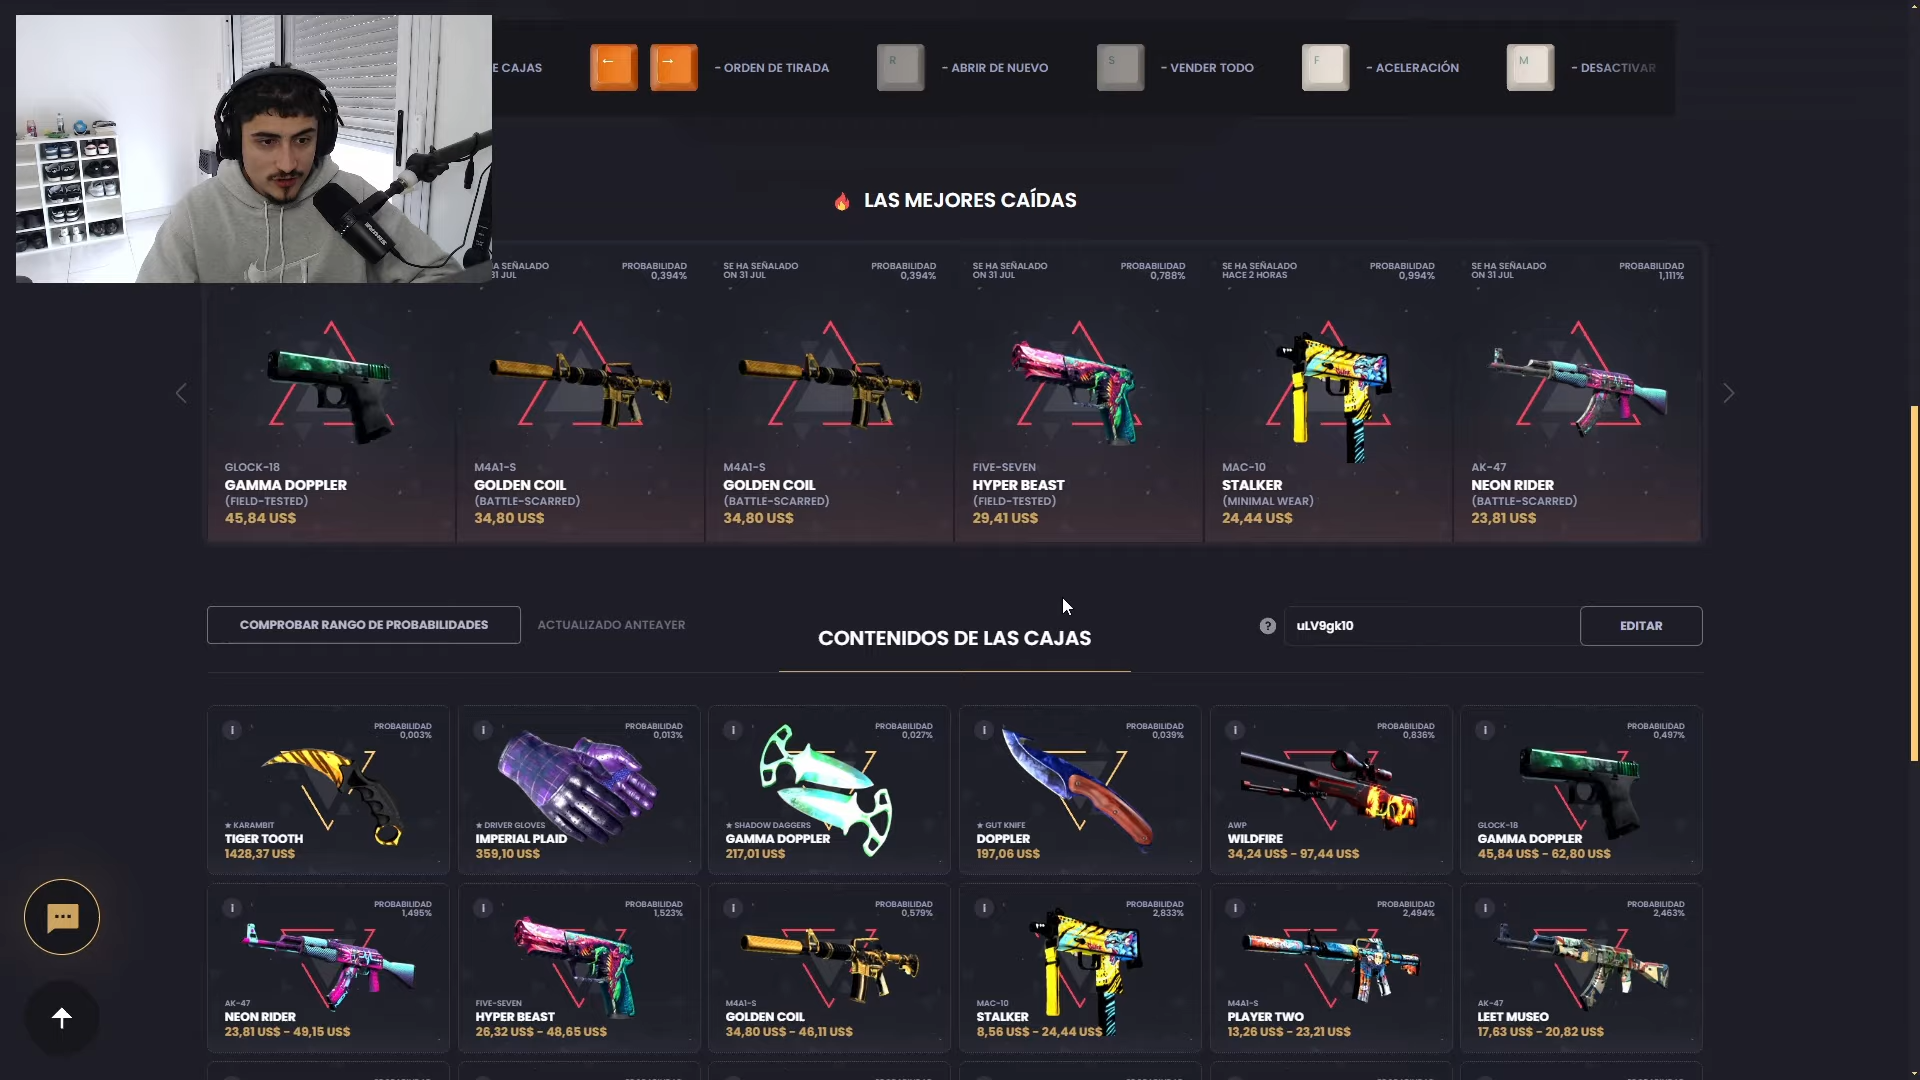 E CAJAS
←
→
- ORDEN DE TIRADA
R
- ABRIR DE NUEVO
S
- VENDER TODO
F
- ACELERACIÓN
M
- DESACTIVAR
LAS MEJORES CAÍDAS
A SEÑALADO
31 JUL
PROBABILIDAD
0,394%
SE HA SEÑALADO
ON 31 JUL
PROBABILIDAD
0,394%
SE HA SEÑALADO
ON 31 JUL
PROBABILIDAD
0,788%
SE HA SEÑALADO
HACE 2 HORAS
PROBABILIDAD
0,994%
SE HA SEÑALADO
ON 31 JUL
PROBABILIDAD
1,111%
GLOCK-18
GAMMA DOPPLER
(FIELD-TESTED)
45,84 US$
M4A1-S
GOLDEN COIL
(BATTLE-SCARRED)
34,80 US$
M4A1-S
GOLDEN COIL
(BATTLE-SCARRED)
34,80 US$
FIVE-SEVEN
HYPER BEAST
(FIELD-TESTED)
29,41 US$
MAC-10
STALKER
(MINIMAL WEAR)
24,44 US$
AK-47
NEON RIDER
(BATTLE-SCARRED)
23,81 US$
COMPROBAR RANGO DE PROBABILIDADES
ACTUALIZADO ANTEAYER
CONTENIDOS DE LAS CAJAS
?
uLV9gk10
EDITAR
i
PROBABILIDAD
0,003%
★ KARAMBIT
TIGER TOOTH
1428,37 US$
i
PROBABILIDAD
0,013%
★ DRIVER GLOVES
IMPERIAL PLAID
359,10 US$
i
PROBABILIDAD
0,027%
★ SHADOW DAGGERS
GAMMA DOPPLER
217,01 US$
i
PROBABILIDAD
0,039%
★ GUT KNIFE
DOPPLER
197,06 US$
i
PROBABILIDAD
0,836%
AWP
WILDFIRE
34,24 US$ - 97,44 US$
i
PROBABILIDAD
0,497%
GLOCK-18
GAMMA DOPPLER
45,84 US$ - 62,80 US$
i
PROBABILIDAD
1,495%
AK-47
NEON RIDER
23,81 US$ - 49,15 US$
i
PROBABILIDAD
1,523%
FIVE-SEVEN
HYPER BEAST
26,32 US$ - 48,65 US$
i
PROBABILIDAD
0,579%
M4A1-S
GOLDEN COIL
34,80 US$ - 46,11 US$
i
PROBABILIDAD
2,833%
MAC-10
STALKER
8,56 US$ - 24,44 US$
i
PROBABILIDAD
2,494%
M4A1-S
PLAYER TWO
13,26 US$ - 23,21 US$
i
PROBABILIDAD
2,463%
AK-47
LEET MUSEO
17,63 US$ - 20,82 US$